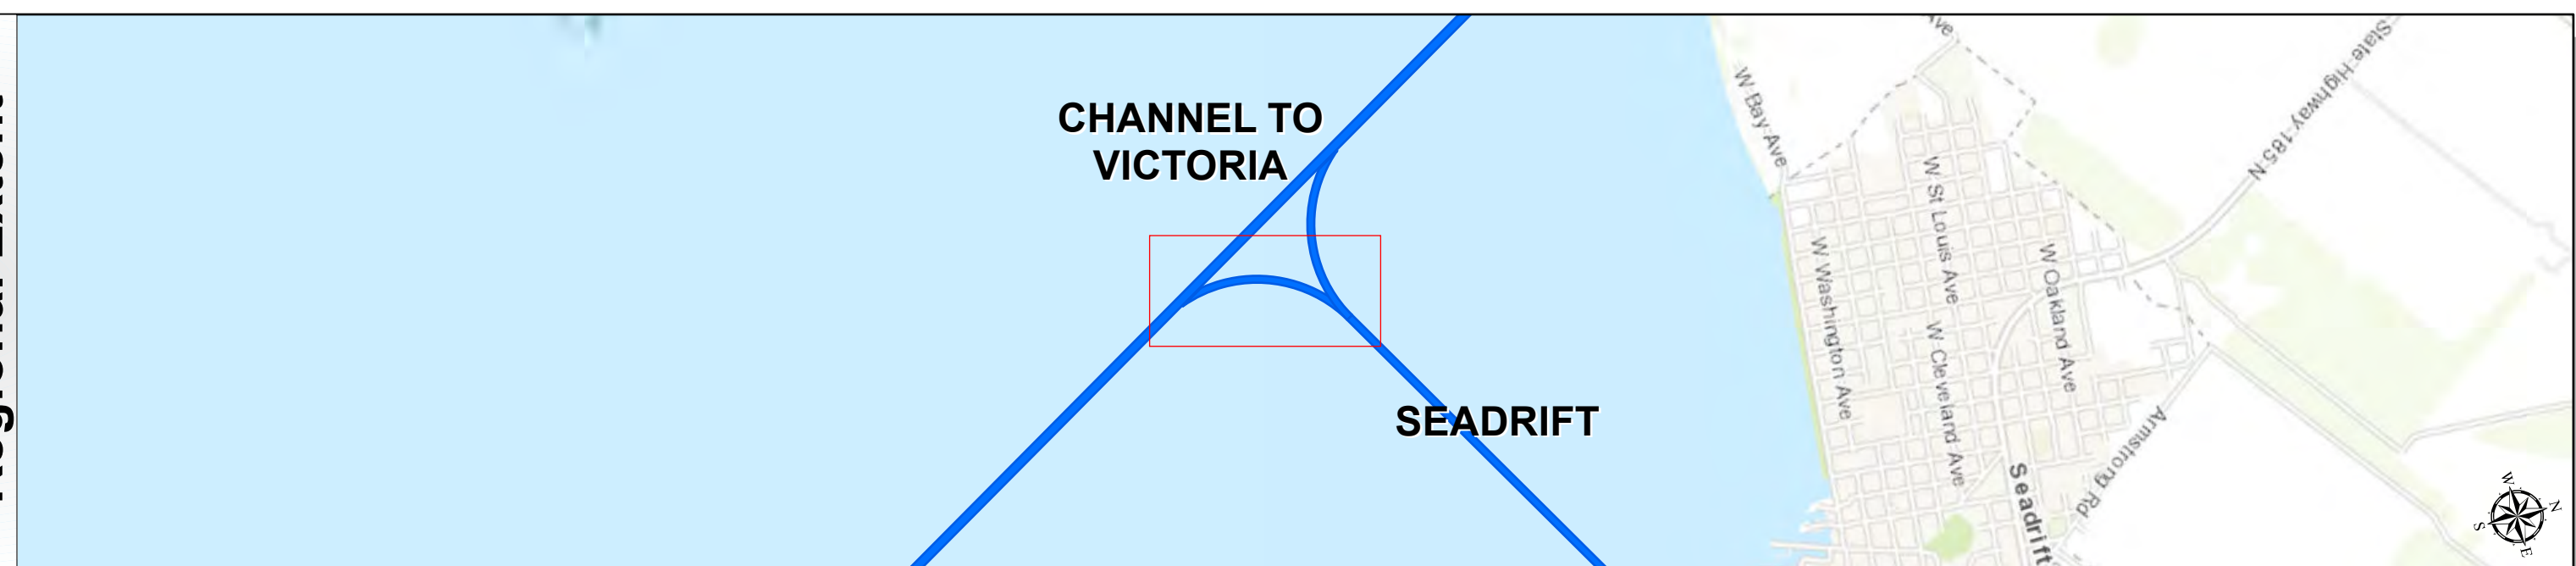 Ave
State Highway 185 N
W Bay Ave
CHANNEL TO
VICTORIA
W St Louis Ave
W Oakland Ave
W Washington Ave
W Cleveland Ave
SEADRIFT
Armstrong Rd
Seadrift
W
N
S
E